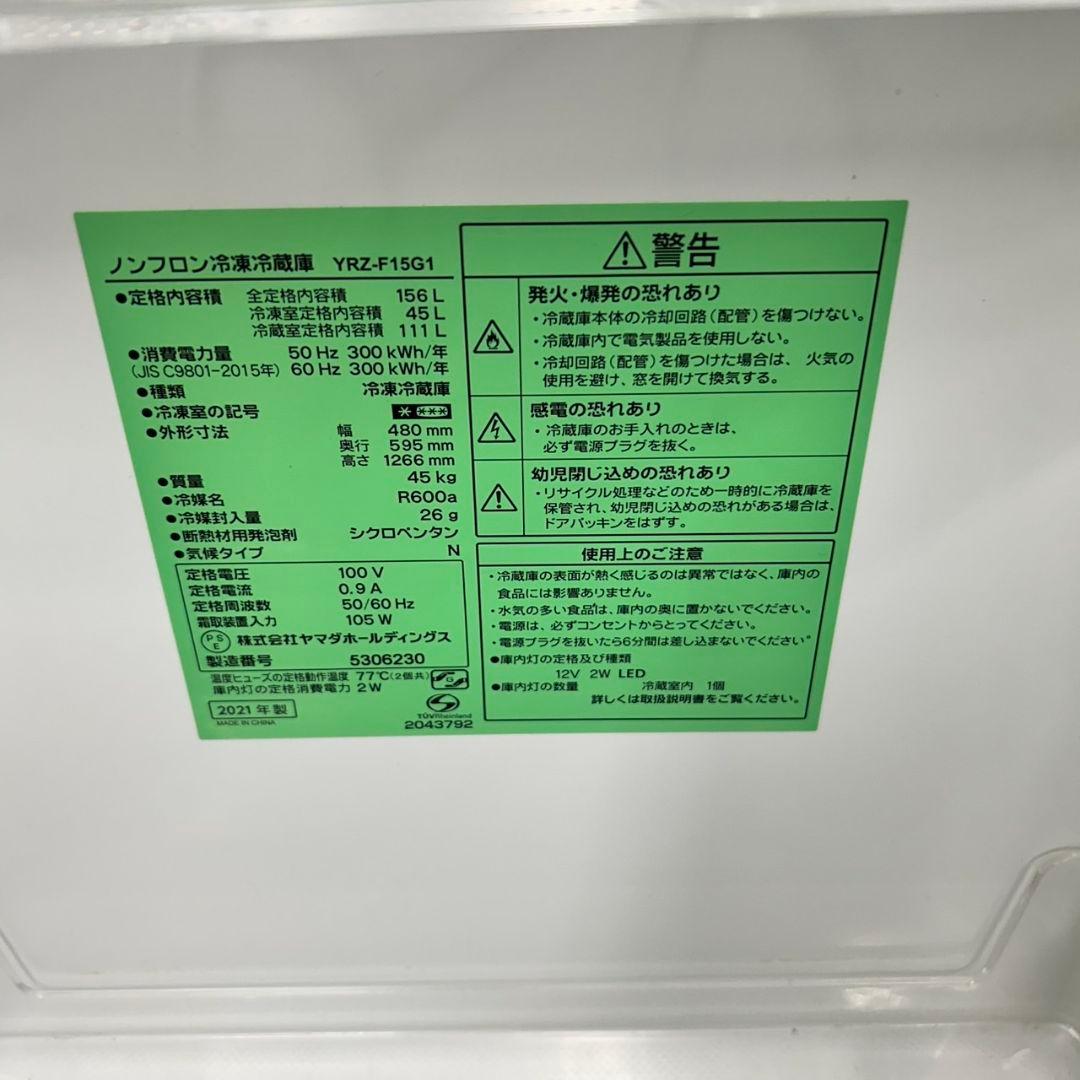 ノンフロン冷凍冷蔵庫 YRZ-F15G1
●定格内容積 全定格内容積 156 L
冷凍室定格内容積 45 L
冷蔵室定格内容積 111 L
●消費電力量 50 Hz 300 kWh/年
(JIS C9801-2015年) 60 Hz 300 kWh/年
●種類 冷凍冷蔵庫
●冷凍室の記号
●外形寸法 幅 480 mm
奥行 595 mm
高さ 1266 mm
●質量 45 kg
●冷媒名 R600a
●冷媒封入量 26 g
●断熱材用発泡剤 シクロペンタン
●気候タイプ N
定格電圧 100 V
定格電流 0.9 A
定格周波数 50/60 Hz
霜取装置入力 105 W
PSE 株式会社ヤマダホールディングス
製造番号 5306230
温度ヒューズの定格動作温度 77℃(2個共)
庫内灯の定格消費電力 2 W
2021 年 製
MADE IN CHINA
TÜVRheinland
2043792
警告
発火・爆発の恐れあり
・冷蔵庫本体の冷却回路(配管)を傷つけない。
・冷蔵庫内で電気製品を使用しない。
・冷却回路(配管)を傷つけた場合は、火気の
使用を避け、窓を開けて換気する。
感電の恐れあり
・冷蔵庫のお手入れのときは、
必ず電源プラグを抜く。
幼児閉じ込めの恐れあり
・リサイクル処理などのため一時的に冷蔵庫を
保管され、幼児閉じ込めの恐れがある場合は、
ドアパッキンをはずす。
使用上のご注意
・冷蔵庫の表面が熱く感じるのは異常ではなく、庫内の
食品には影響ありません。
・水気の多い食品は、庫内の奥に置かないでください。
・電源は、必ずコンセントからとってください。
・電源プラグを抜いたら6分間は差し込まないでください。
●庫内灯の定格及び種類
12V 2W LED
●庫内灯の数量 冷蔵室内 1個
詳しくは取扱説明書をご覧ください。